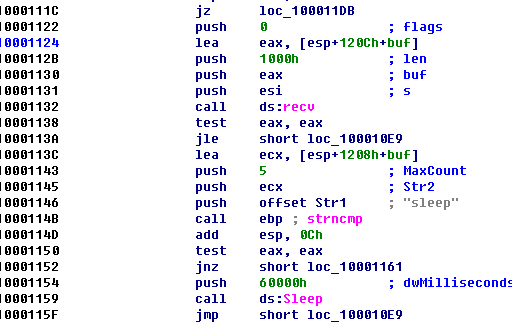 1000111C jz loc_100011DB
10001122 push 0 ; flags
10001124 lea eax, [esp+120Ch+buf]
1000112B push 1000h ; len
10001130 push eax ; buf
10001131 push esi ; s
10001132 call ds:recv
10001138 test eax, eax
1000113A jle short loc_100010E9
1000113C lea ecx, [esp+1208h+buf]
10001143 push 5 ; MaxCount
10001145 push ecx ; Str2
10001146 push offset Str1 ; "sleep"
1000114B call ebp ; strncmp
1000114D add esp, 0Ch
10001150 test eax, eax
10001152 jnz short loc_10001161
10001154 push 60000h ; dwMilliseconds
10001159 call ds:Sleep
1000115F jmp short loc_100010E9